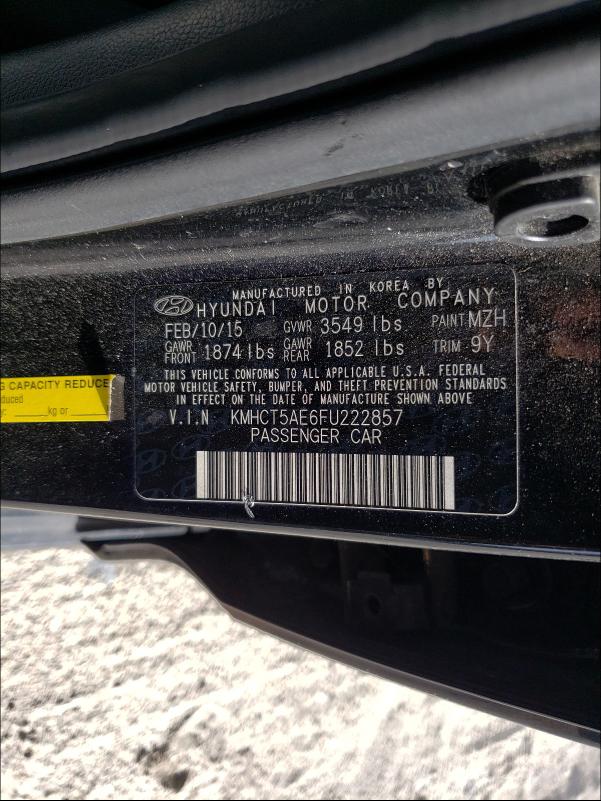 MANUFACTURED IN KOREA BY
HYUNDAI MOTOR COMPANY
FEB/10/15 GVWR 3549 lbs PAINT MZH
GAWR FRONT 1874 lbs GAWR REAR 1852 lbs TRIM 9Y
THIS VEHICLE CONFORMS TO ALL APPLICABLE U.S.A. FEDERAL
MOTOR VEHICLE SAFETY, BUMPER, AND THEFT PREVENTION STANDARDS
IN EFFECT ON THE DATE OF MANUFACTURE SHOWN ABOVE
V.I.N KMHCT5AE6FU222857
PASSENGER CAR
G CAPACITY REDUCE
duced
y: kg or